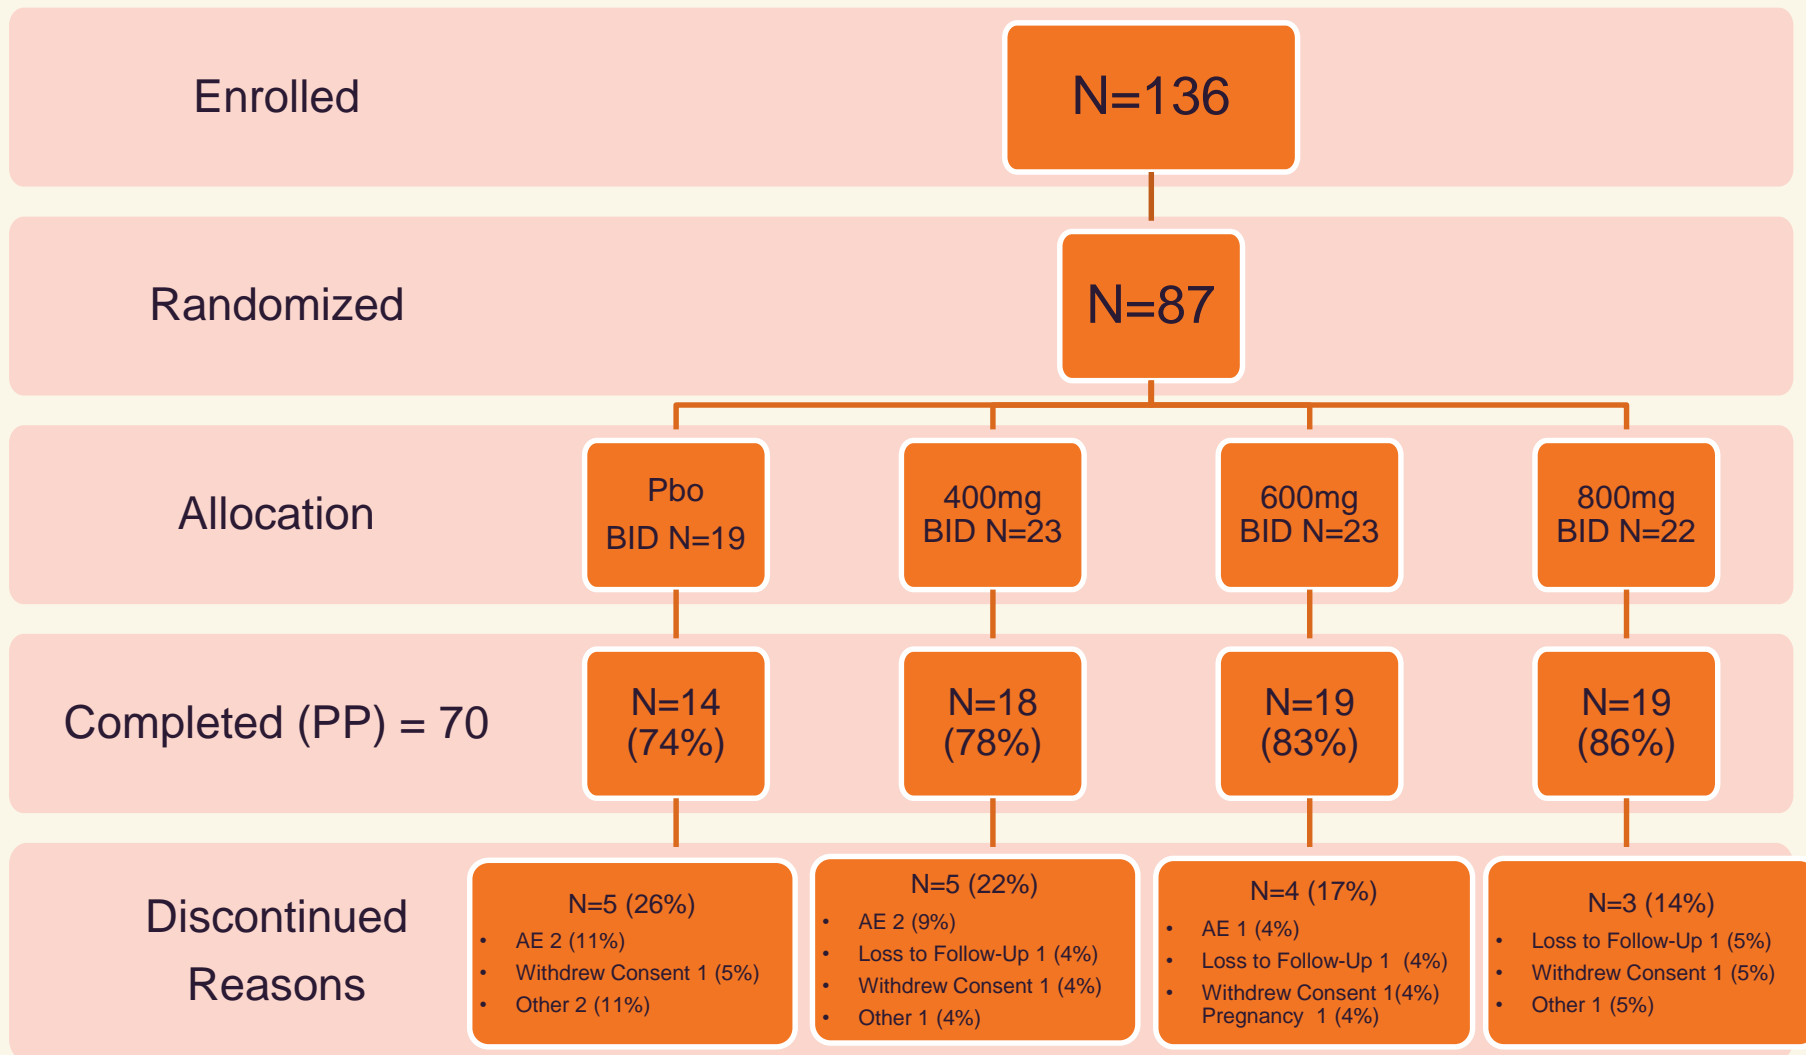 Enrolled
N=136
Randomized
N=87
Allocation
Pbo
BID N=19
400mg
BID N=23
600mg
BID N=23
800mg
BID N=22
Completed (PP) = 70
N=14
(74%)
N=18
(78%)
N=19
(83%)
N=19
(86%)
Discontinued
Reasons
N=5 (26%)
• AE 2 (11%)
• Withdrew Consent 1 (5%)
• Other 2 (11%)
N=5 (22%)
• AE 2 (9%)
• Loss to Follow-Up 1 (4%)
• Withdrew Consent 1 (4%)
• Other 1 (4%)
N=4 (17%)
• AE 1 (4%)
• Loss to Follow-Up 1  (4%)
• Withdrew Consent 1(4%)
Pregnancy  1 (4%)
N=3 (14%)
• Loss to Follow-Up 1 (5%)
• Withdrew Consent 1 (5%)
• Other 1 (5%)